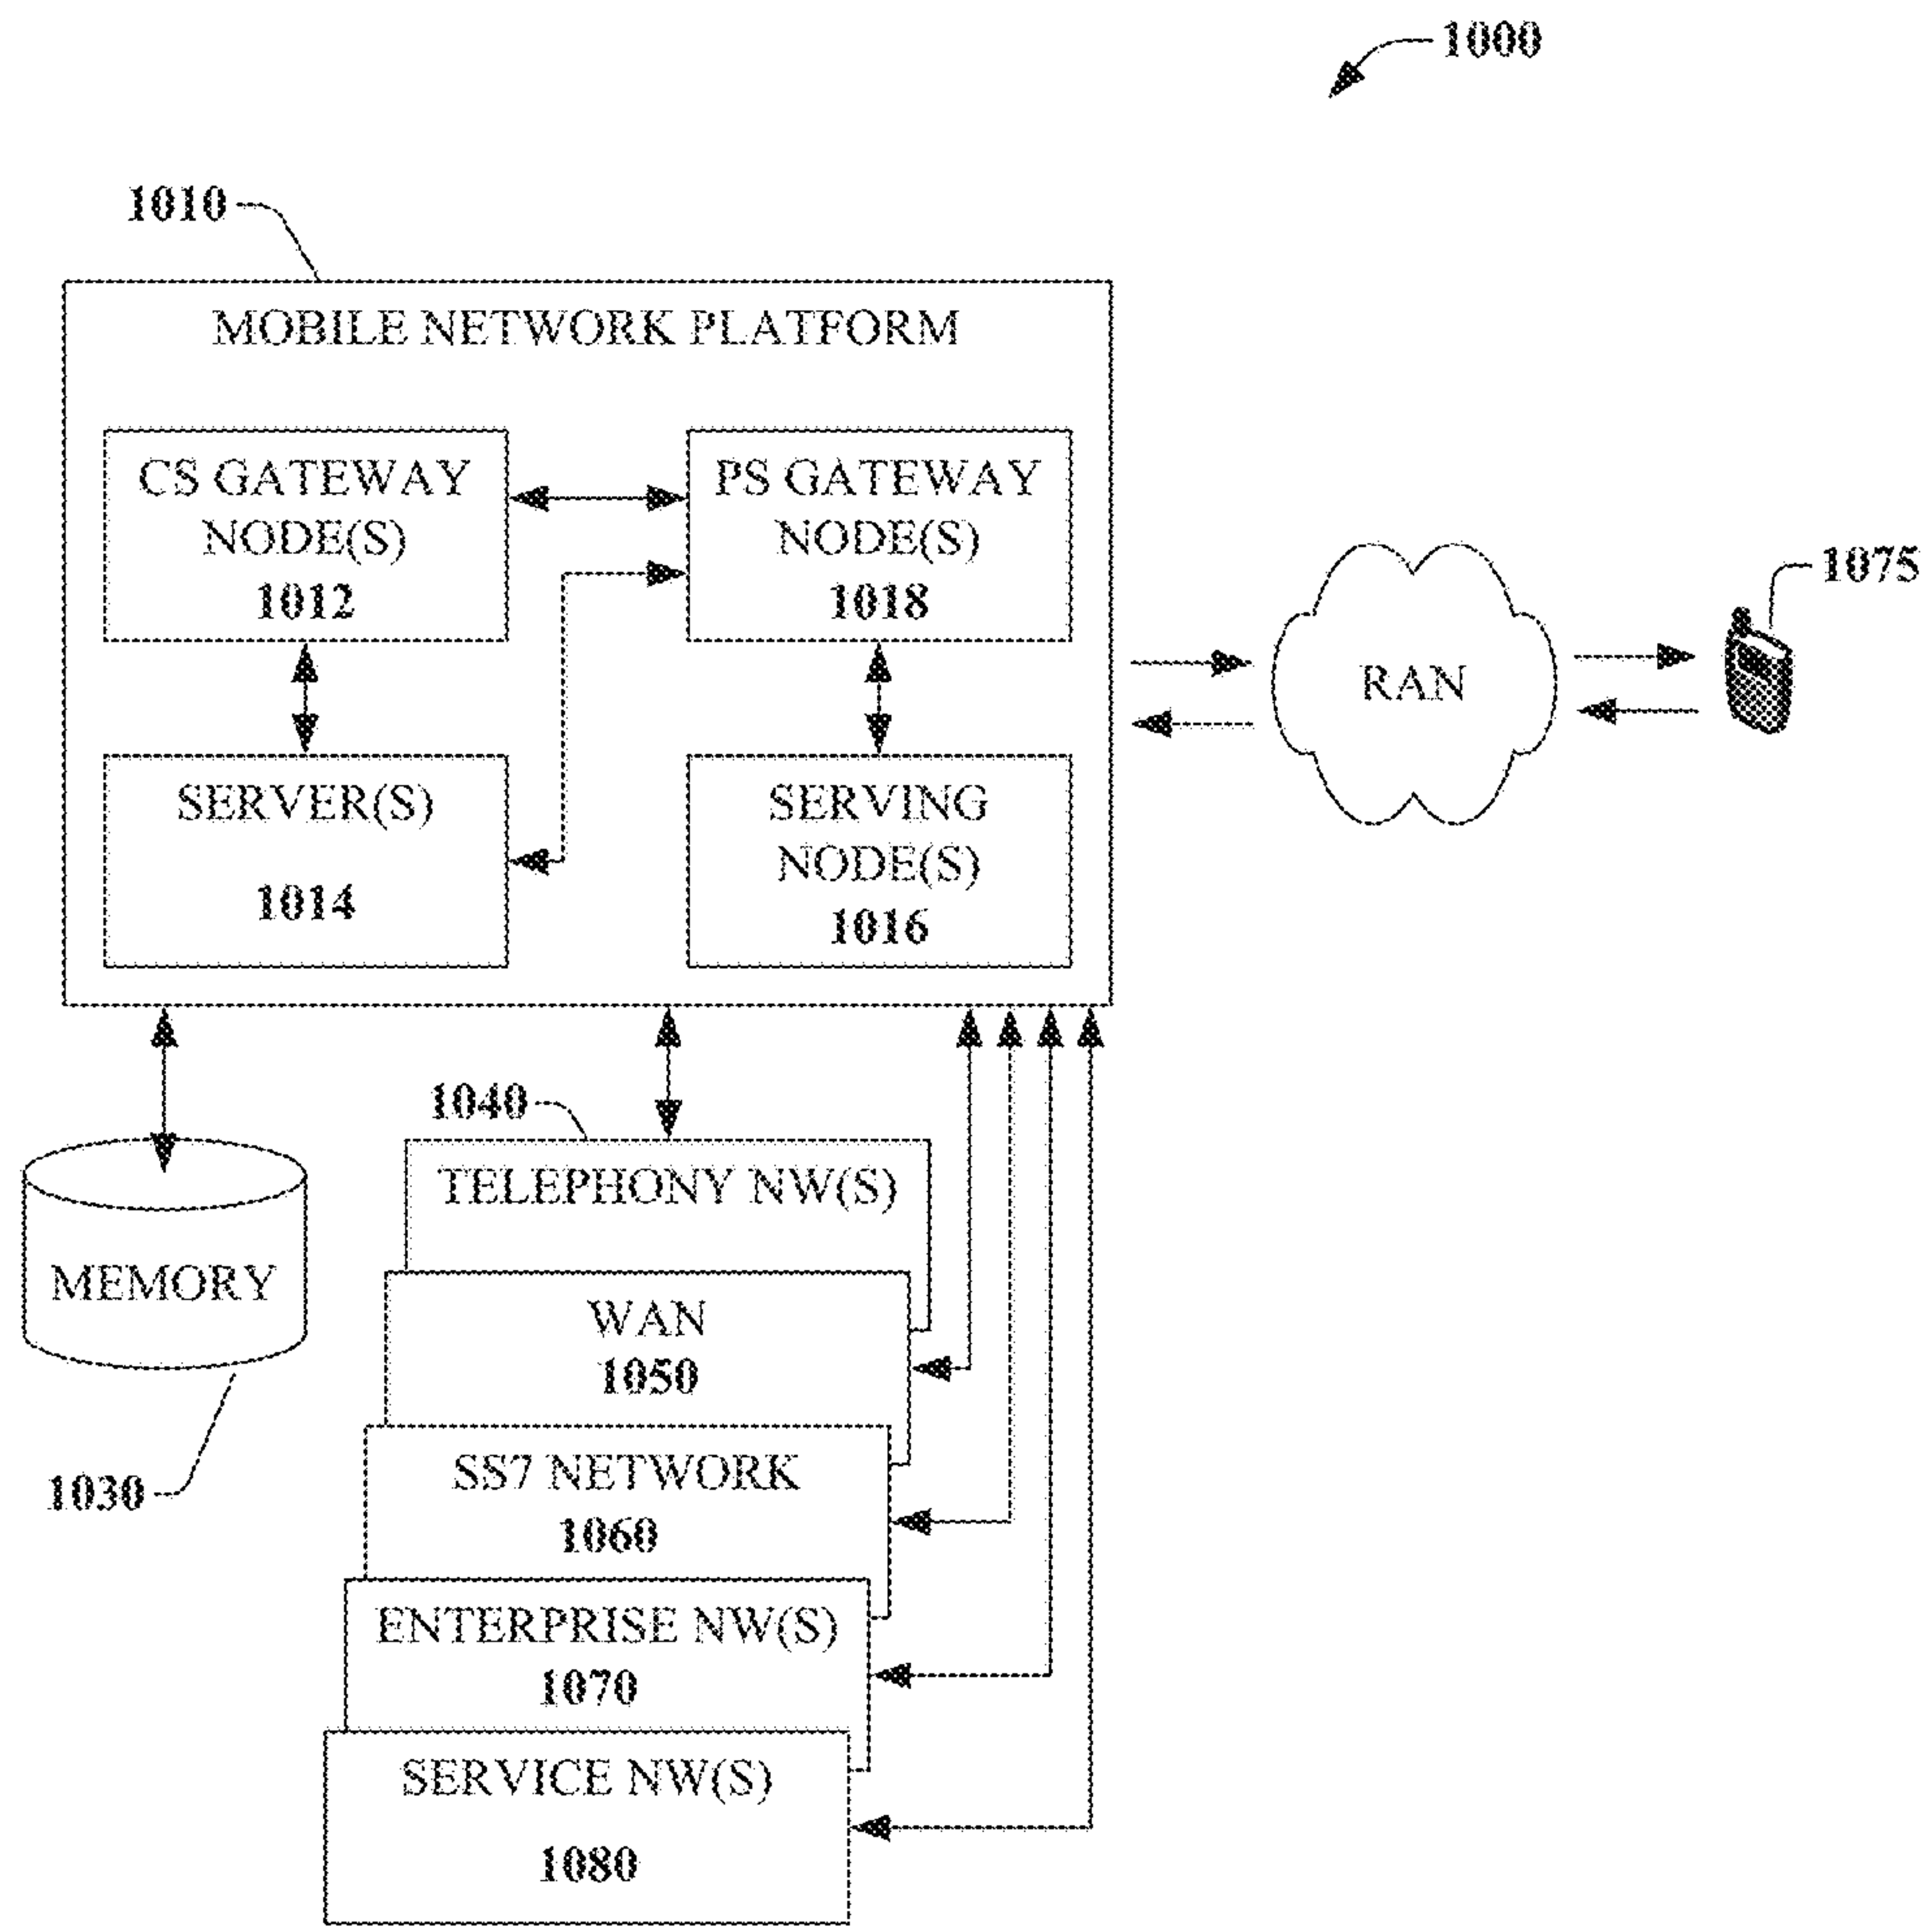 1000
1010
MOBILE NETWORK PLATFORM
CS GATEWAY
NODE(S)
1012
PS GATEWAY
NODE(S)
1018
SERVER(S)
1014
SERVING
NODE(S)
1016
RAN
1075
1040
TELEPHONY NW(S)
MEMORY
1030
WAN
1050
SS7 NETWORK
1060
ENTERPRISE NW(S)
1070
SERVICE NW(S)
1080